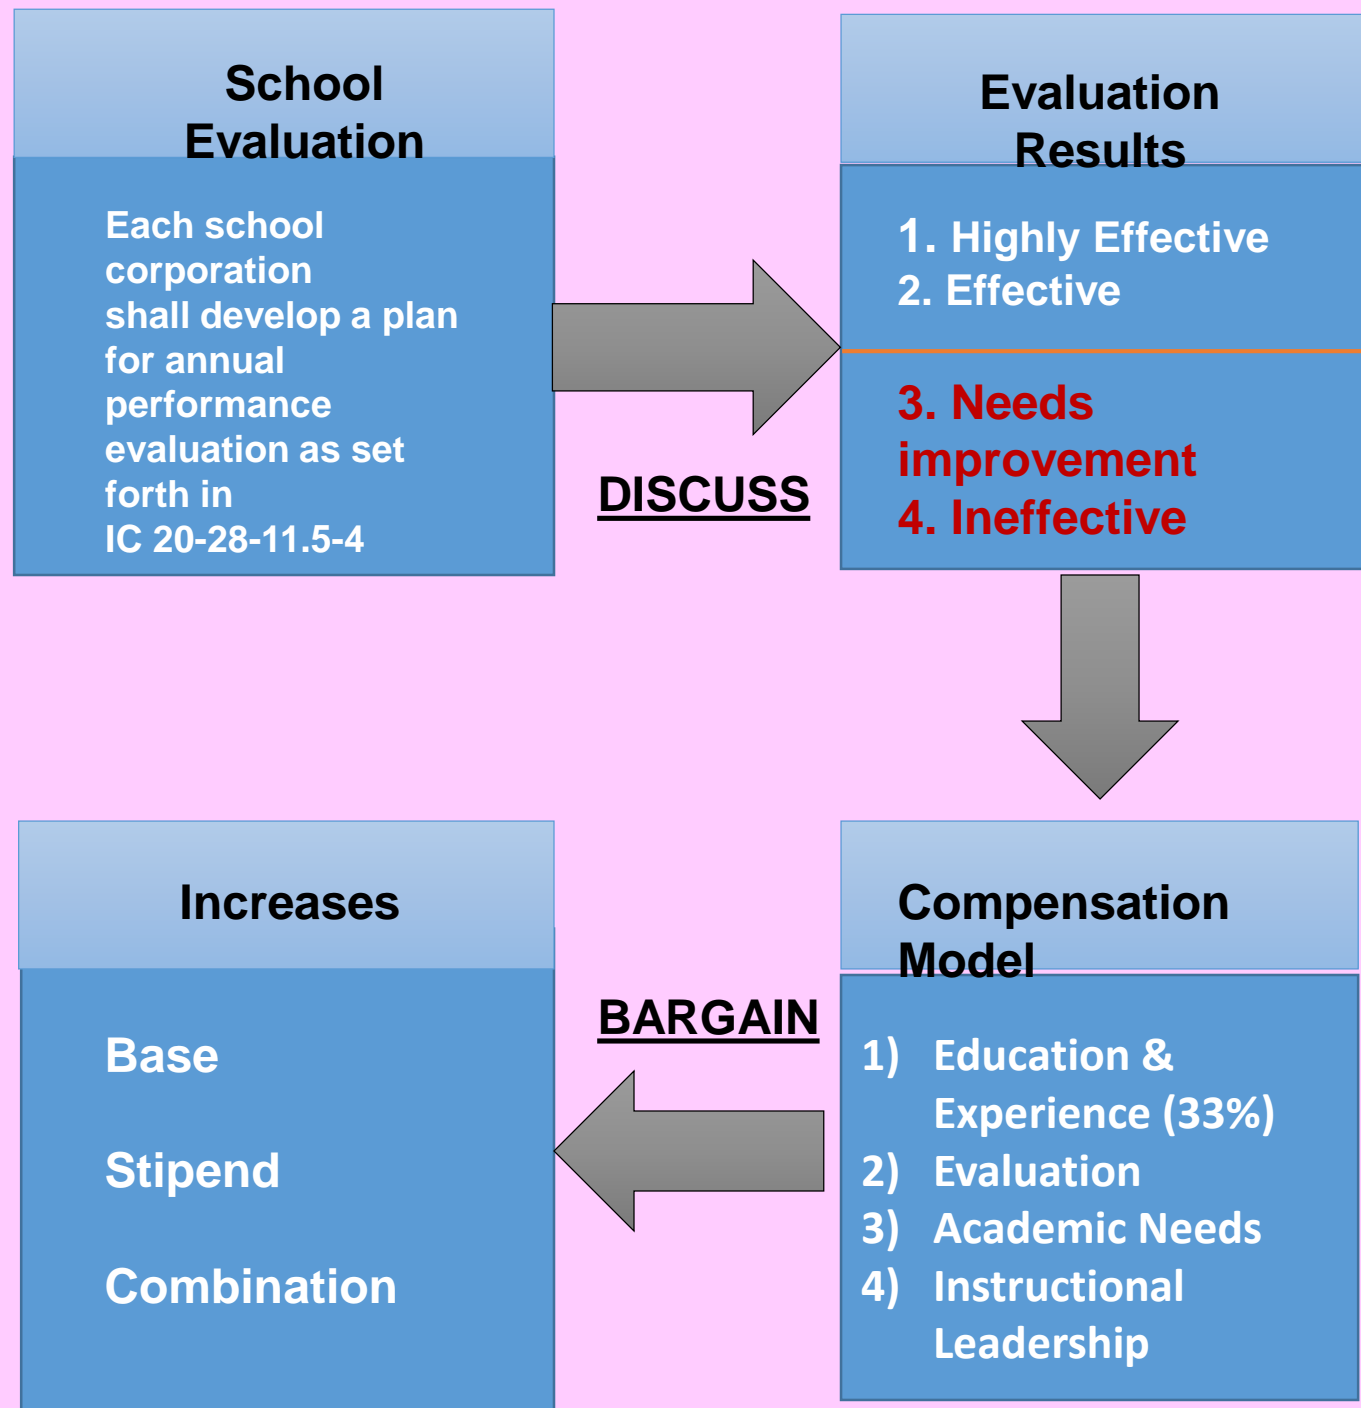 School
Evaluation
Each school
corporation
shall develop a plan
for annual
performance
evaluation as set
forth in
IC 20-28-11.5-4
DISCUSS
Evaluation
Results
1. Highly Effective
2. Effective
3. Needs
improvement
4. Ineffective
Compensation
Model
1) Education &
Experience (33%)
2) Evaluation
3) Academic Needs
4) Instructional
Leadership
BARGAIN
Increases
Base
Stipend
Combination